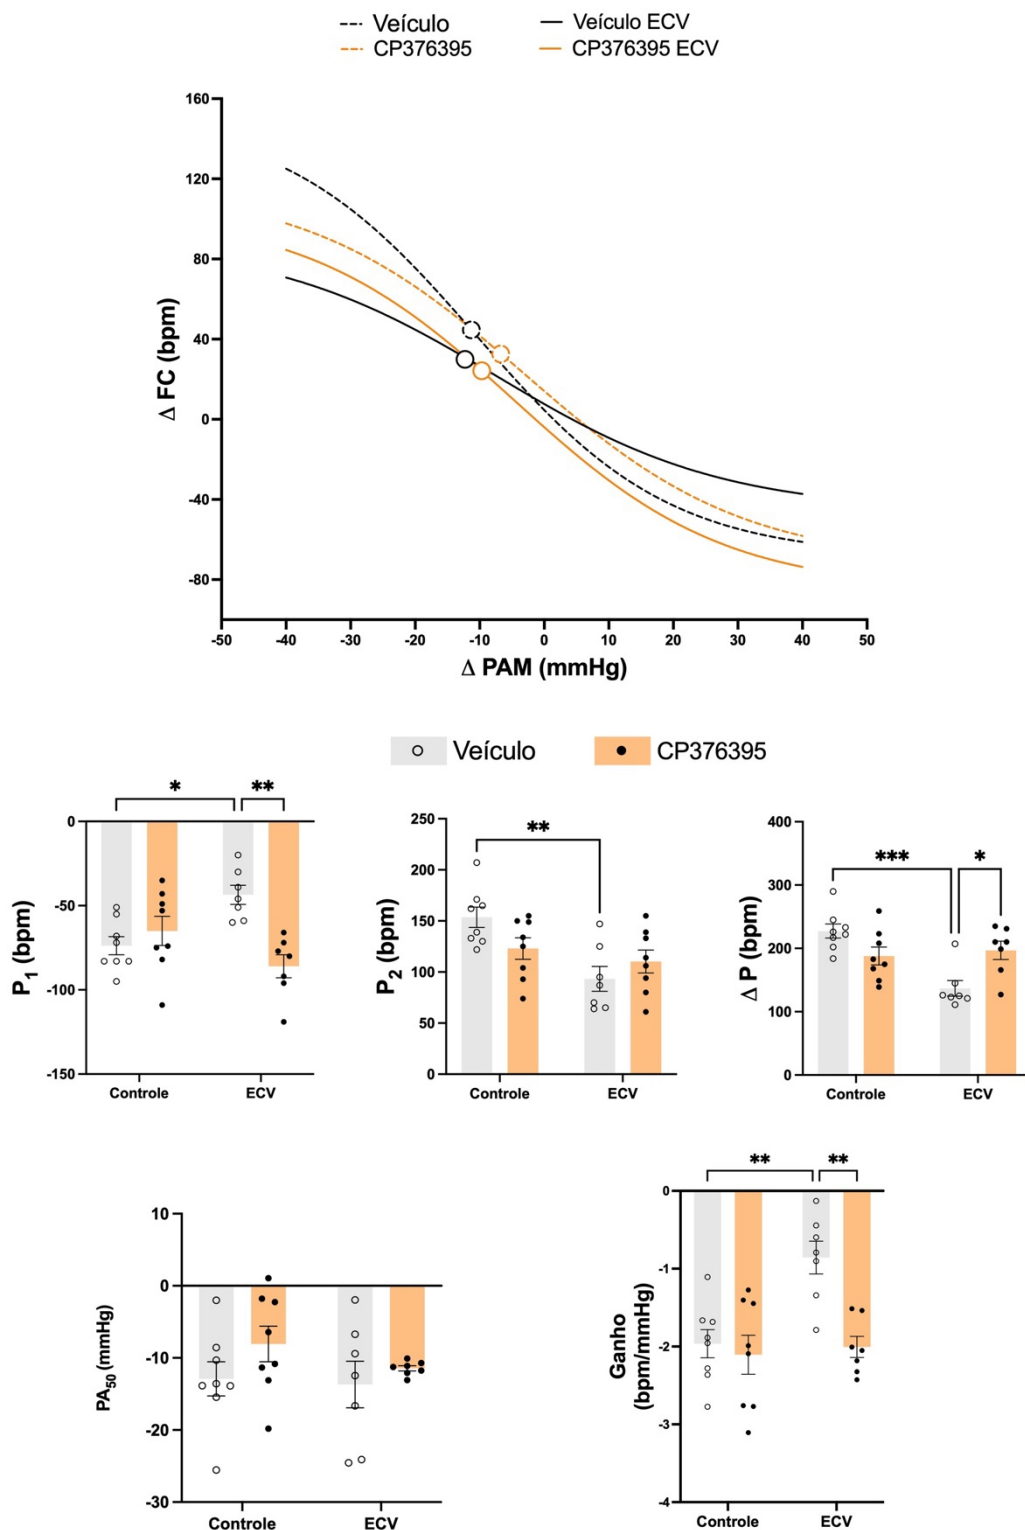 Veículo
Veículo ECV
CP376395
CP376395 ECV
160
120
80
40
0
-40
-80
Δ FC (bpm)
-50 -40 -30 -20 -10 0 10 20 30 40 50
Δ PAM (mmHg)
Veículo
CP376395
* **
0
-50
-100
-150
P1 (bpm)
Controle ECV
**
250
200
150
100
50
0
P2 (bpm)
Controle ECV
*** *
400
300
200
100
0
Δ P (bpm)
Controle ECV
10
0
-10
-20
-30
PA50 (mmHg)
Controle ECV
** **
0
-1
-2
-3
-4
Ganho
(bpm/mmHg)
Controle ECV